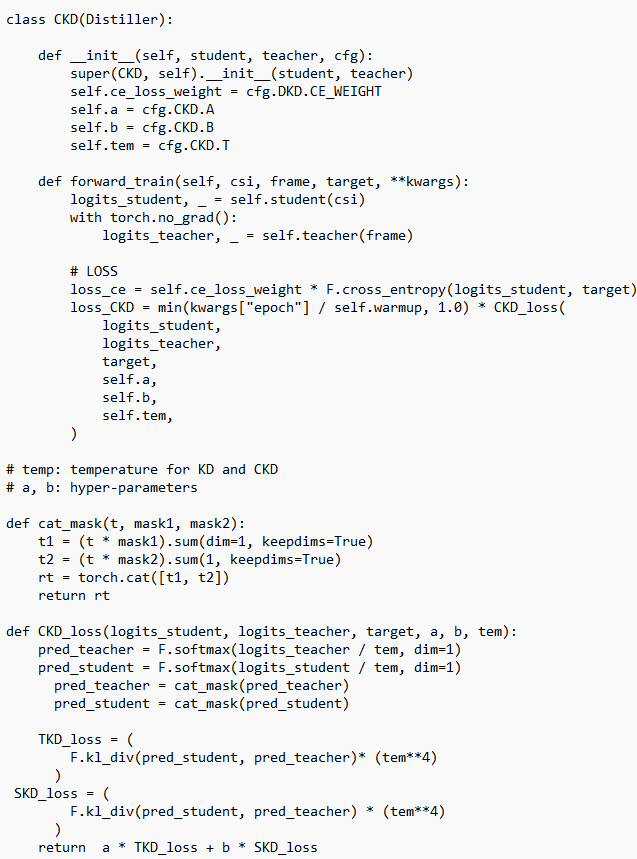 class CKD(Distiller):

    def __init__(self, student, teacher, cfg):
        super(CKD, self).__init__(student, teacher)
        self.ce_loss_weight = cfg.DKD.CE_WEIGHT
        self.a = cfg.CKD.A
        self.b = cfg.CKD.B
        self.tem = cfg.CKD.T

    def forward_train(self, csi, frame, target, **kwargs):
        logits_student, _ = self.student(csi)
        with torch.no_grad():
            logits_teacher, _ = self.teacher(frame)

        # LOSS
        loss_ce = self.ce_loss_weight * F.cross_entropy(logits_student, target)
        loss_CKD = min(kwargs["epoch"] / self.warmup, 1.0) * CKD_loss(
            logits_student,
            logits_teacher,
            target,
            self.a,
            self.b,
            self.tem,
        )

# temp: temperature for KD and CKD
# a, b: hyper-parameters

def cat_mask(t, mask1, mask2):
    t1 = (t * mask1).sum(dim=1, keepdims=True)
    t2 = (t * mask2).sum(1, keepdims=True)
    rt = torch.cat([t1, t2])
    return rt

def CKD_loss(logits_student, logits_teacher, target, a, b, tem):
    pred_teacher = F.softmax(logits_teacher / tem, dim=1)
    pred_student = F.softmax(logits_student / tem, dim=1)
      pred_teacher = cat_mask(pred_teacher)
      pred_student = cat_mask(pred_student)

    TKD_loss = (
        F.kl_div(pred_student, pred_teacher)* (tem**4)
      )
 SKD_loss = (
        F.kl_div(pred_student, pred_teacher) * (tem**4)
      )
    return  a * TKD_loss + b * SKD_loss